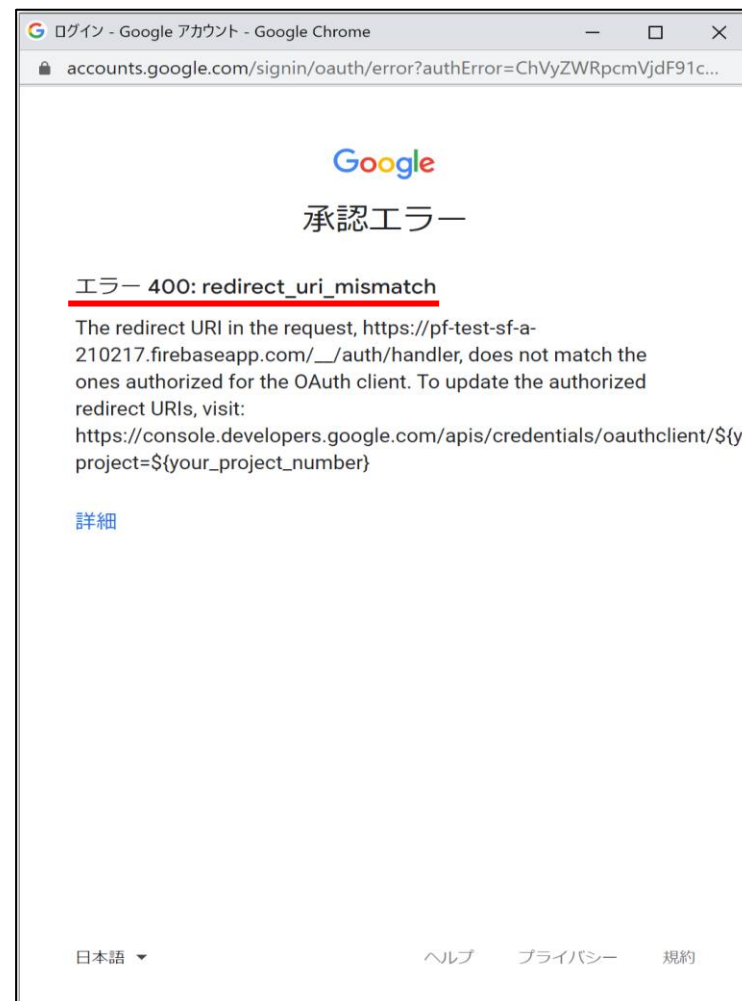 ログイン - Google アカウント - Google Chrome
accounts.google.com/signin/oauth/error?authError=ChVyZWRpcmVjdF91c...
Google
承認エラー
エラー 400: redirect_uri_mismatch
The redirect URI in the request, https://pf-test-sf-a-
210217.firebaseapp.com/__/auth/handler, does not match the
ones authorized for the OAuth client. To update the authorized
redirect URIs, visit:
https://console.developers.google.com/apis/credentials/oauthclient/${y
project=${your_project_number}
詳細
日本語
ヘルプ プライバシー 規約